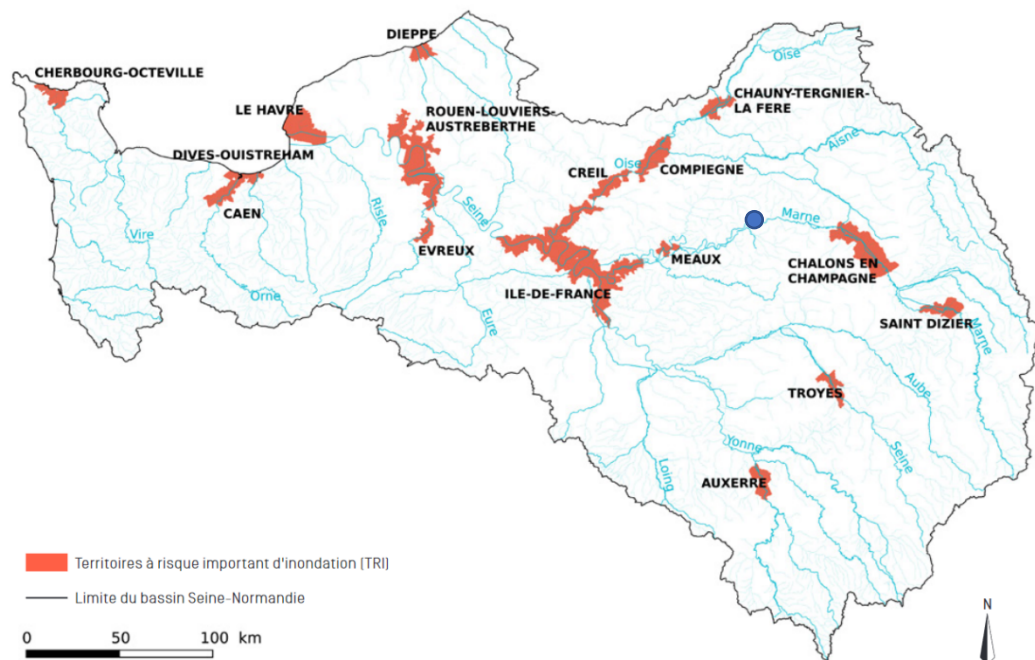 DIEPPE
Oise
CHERBOURG-OCTEVILLE
CHAUNY-TERGNIER-
LA FERE
LE HAVRE
ROUEN-LOUVIERS-
AUSTREBERTHE
Aisne
DIVES-OUISTREHAM
Oise
COMPIEGNE
CREIL
CAEN
Risle
Seine
Marne
Vire
EVREUX
MEAUX
CHALONS EN
CHAMPAGNE
Orne
ILE-DE-FRANCE
Eure
SAINT DIZIER
Marne
Aube
TROYES
Yonne
Seine
Loing
AUXERRE
Territoires à risque important d'inondation (TRI)
Limite du bassin Seine-Normandie
N
0 50 100 km